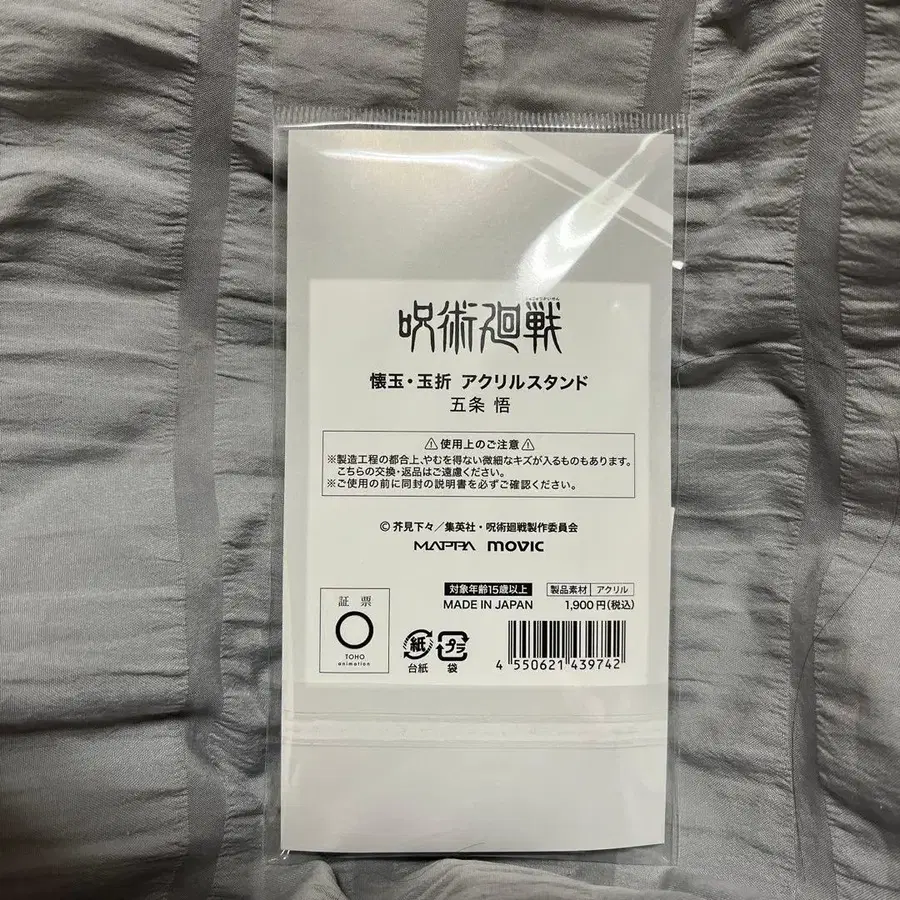 じゅじゅつかいせん
呪術廻戦
懐玉・玉折 アクリルスタンド
五条 悟
⚠使用上のご注意⚠
※製造工程の都合上、やむを得ない微細なキズが入るものもあります。
こちらの交換・返品はご遠慮ください。
※ご使用の前に同封の説明書を必ずご確認ください。
© 芥見下々／集英社・呪術廻戦製作委員会
MAPPA movic
対象年齢15歳以上 製品素材 アクリル
MADE IN JAPAN 1,900円(税込)
証 票
TOHO
animation
紙
台紙
プラ
袋
4 550621 439742